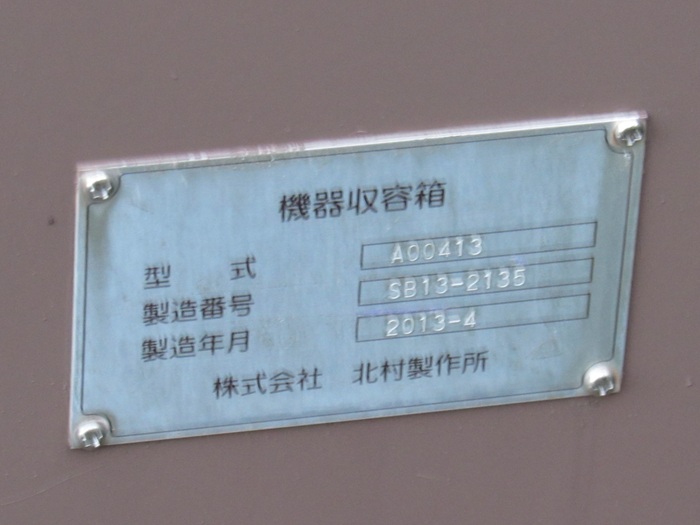 機器収容箱
型 式 A00413
製造番号 SB13-2135
製造年月 2013-4
株式会社 北村製作所